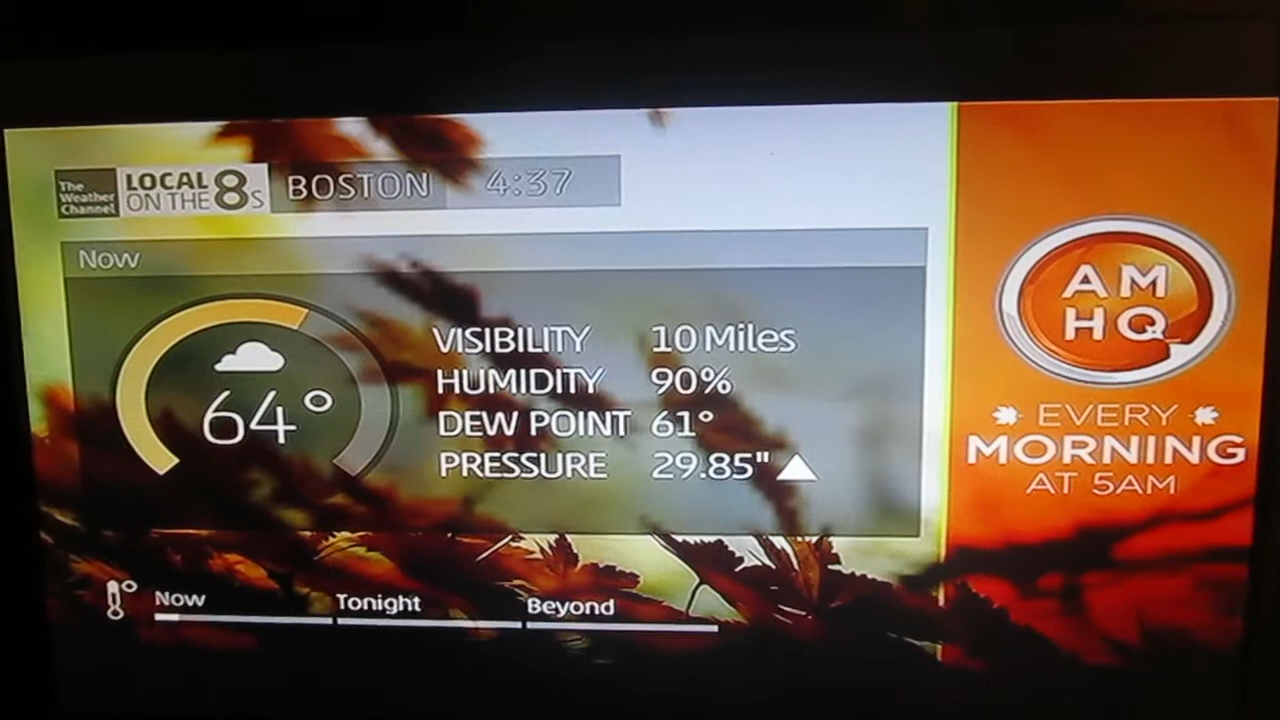 The Weather Channel
LOCAL ON THE 8s
BOSTON 4:37
Now
64°
VISIBILITY 10 Miles
HUMIDITY 90%
DEW POINT 61°
PRESSURE 29.85"
Now Tonight Beyond
AM
HQ
EVERY
MORNING
AT 5AM